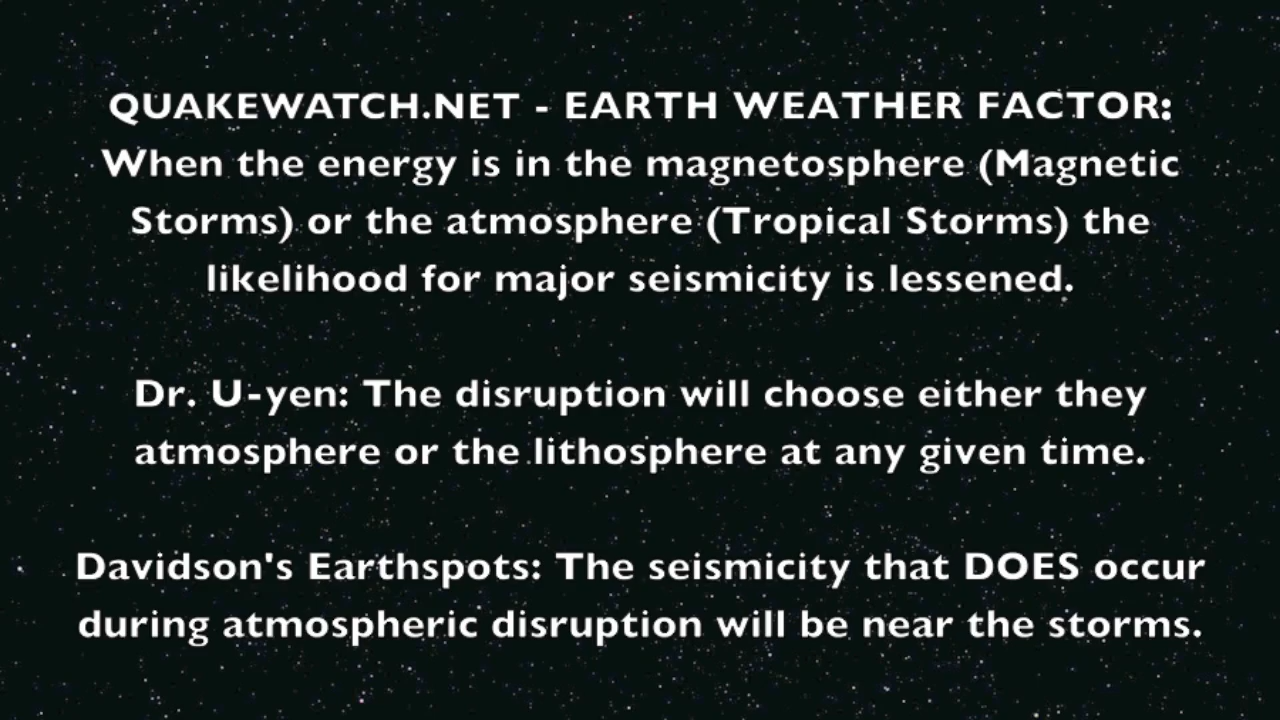 QUAKEWATCH.NET - EARTH WEATHER FACTOR:
When the energy is in the magnetosphere (Magnetic
Storms) or the atmosphere (Tropical Storms) the
likelihood for major seismicity is lessened.
Dr. U-yen: The disruption will choose either they
atmosphere or the lithosphere at any given time.
Davidson's Earthspots: The seismicity that DOES occur
during atmospheric disruption will be near the storms.